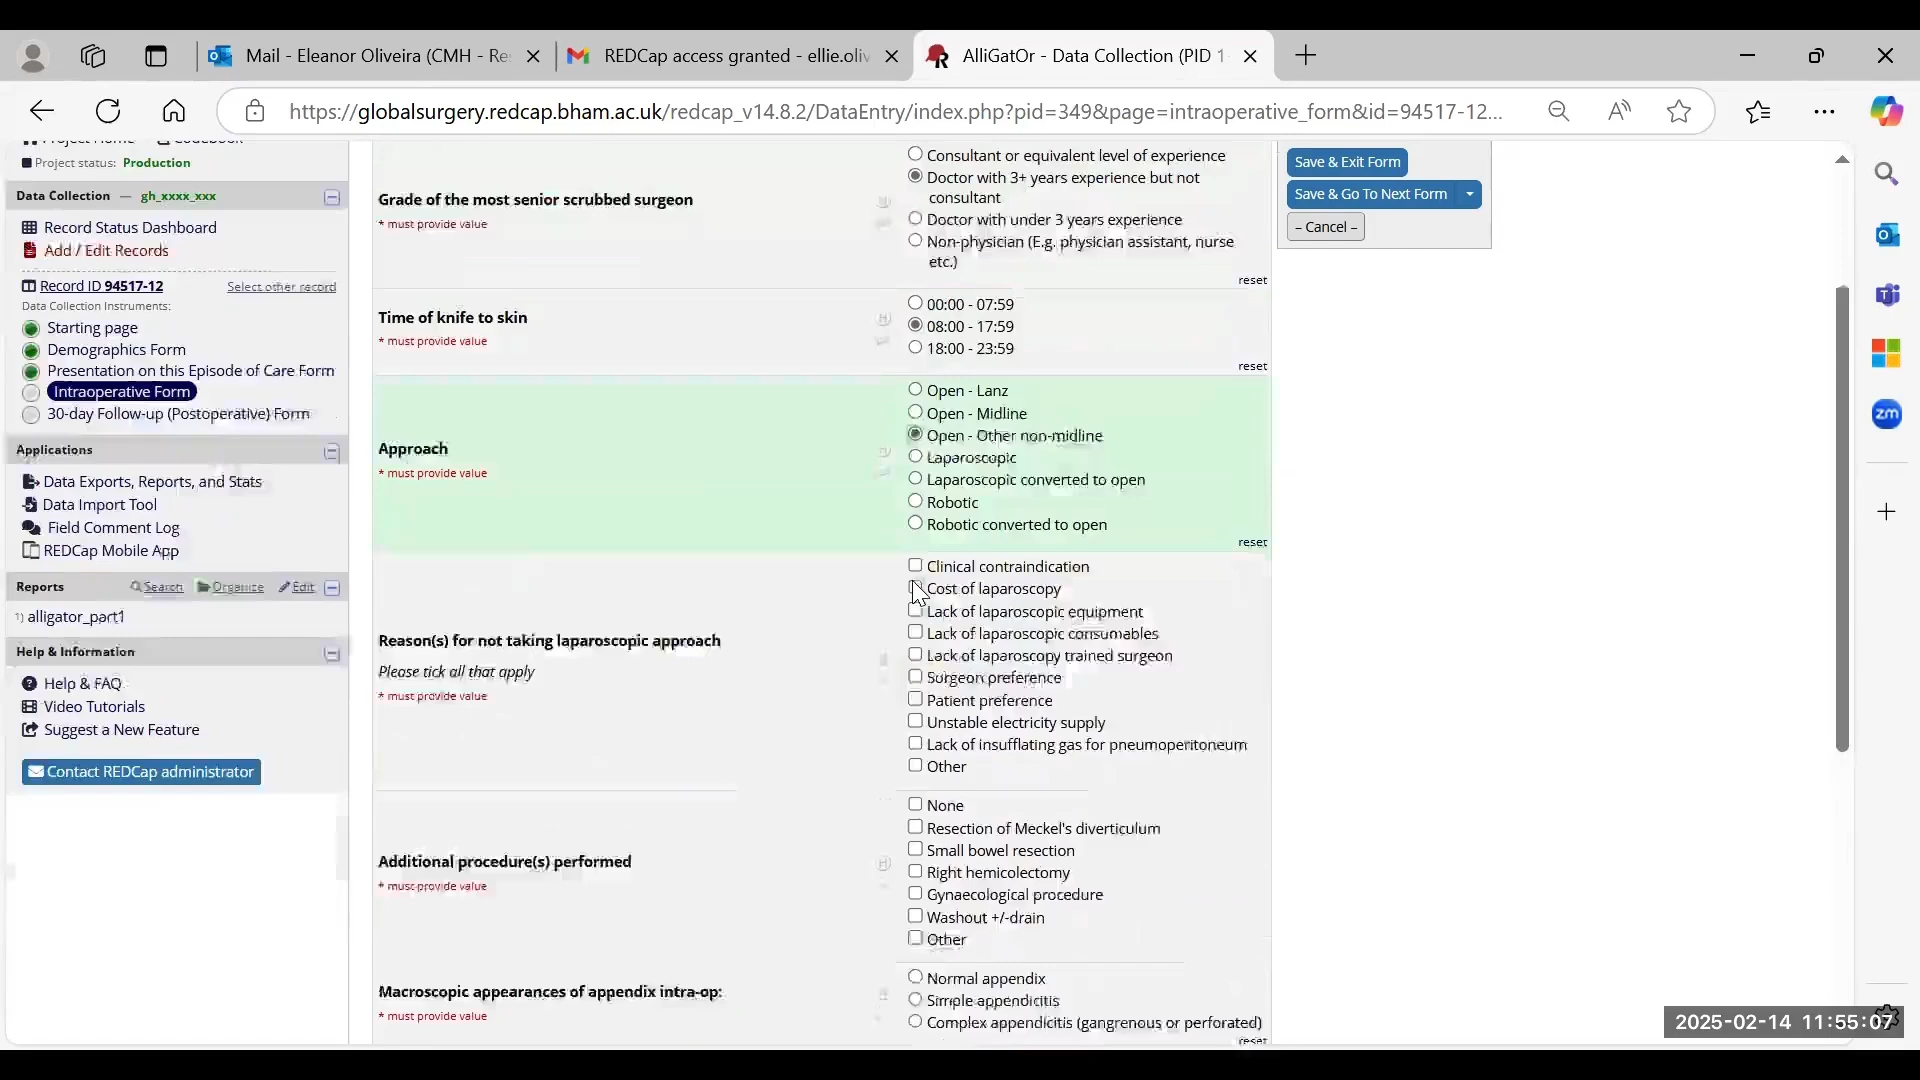 Mail - Eleanor Oliveira (CMH - Re
REDCap access granted - ellie.oliv
AlliGatOr - Data Collection (PID 1
https://globalsurgery.redcap.bham.ac.uk/redcap_v14.8.2/DataEntry/index.php?pid=349&page=intraoperative_form&id=94517-12...
Project Home Codebook
Project status: Production
Data Collection — gh_xxxx_xxx
Record Status Dashboard
Add / Edit Records
Record ID 94517-12 Select other record
Data Collection Instruments:
Starting page
Demographics Form
Presentation on this Episode of Care Form
Intraoperative Form
30-day Follow-up (Postoperative) Form
Applications
Data Exports, Reports, and Stats
Data Import Tool
Field Comment Log
REDCap Mobile App
Reports Search Organize Edit
1) alligator_part1
Help & Information
Help & FAQ
Video Tutorials
Suggest a New Feature
Contact REDCap administrator
Grade of the most senior scrubbed surgeon
* must provide value
Consultant or equivalent level of experience
Doctor with 3+ years experience but not
consultant
Doctor with under 3 years experience
Non-physician (E.g. physician assistant, nurse
etc.)
reset
Time of knife to skin
* must provide value
00:00 - 07:59
08:00 - 17:59
18:00 - 23:59
reset
Approach
* must provide value
Open - Lanz
Open - Midline
Open - Other non-midline
Laparoscopic
Laparoscopic converted to open
Robotic
Robotic converted to open
reset
Reason(s) for not taking laparoscopic approach
Please tick all that apply
* must provide value
Clinical contraindication
Cost of laparoscopy
Lack of laparoscopic equipment
Lack of laparoscopic consumables
Lack of laparoscopy trained surgeon
Surgeon preference
Patient preference
Unstable electricity supply
Lack of insufflating gas for pneumoperitoneum
Other
Additional procedure(s) performed
* must provide value
None
Resection of Meckel's diverticulum
Small bowel resection
Right hemicolectomy
Gynaecological procedure
Washout +/-drain
Other
Macroscopic appearances of appendix intra-op:
* must provide value
Normal appendix
Simple appendicitis
Complex appendicitis (gangrenous or perforated)
reset
Save & Exit Form
Save & Go To Next Form
– Cancel –
zm
2025-02-14 11:55:07